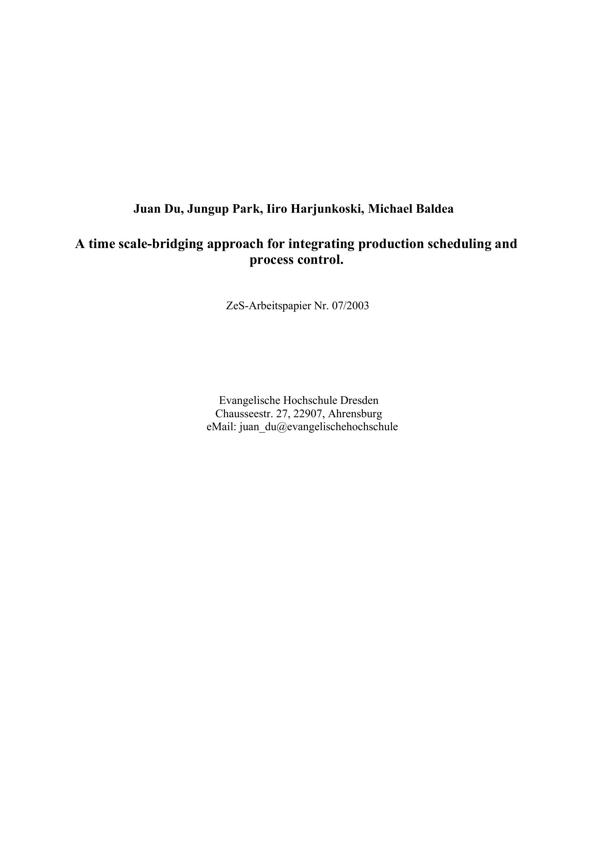 Juan Du, Jungup Park, Iiro Harjunkoski, Michael Baldea
A time scale-bridging approach for integrating production scheduling and
process control.
ZeS-Arbeitspapier Nr. 07/2003
Evangelische Hochschule Dresden
Chausseestr. 27, 22907, Ahrensburg
eMail: juan_du@evangelischehochschule